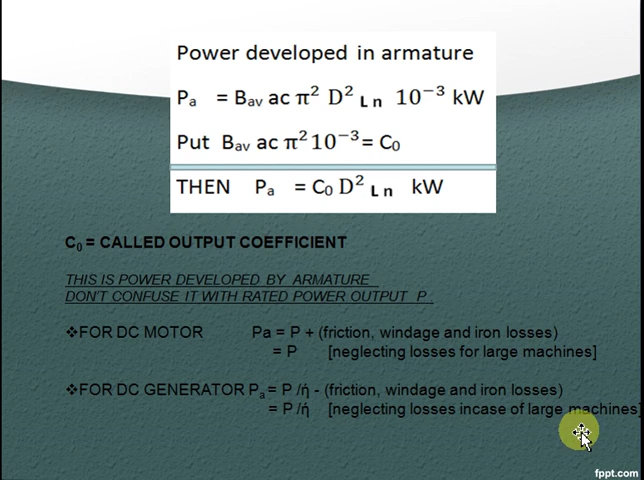 Power developed in armature
Pₐ = Bₐᵥ ac π² D² L n 10⁻³ kW
Put Bₐᵥ ac π² 10⁻³ = C₀
THEN Pₐ = C₀ D² L n kW
C₀ = CALLED OUTPUT COEFFICIENT
THIS IS POWER DEVELOPED BY ARMATURE
DON'T CONFUSE IT WITH RATED POWER OUTPUT P .
❖FOR DC MOTOR Pa = P + (friction, windage and iron losses)
= P [neglecting losses for large machines]
❖FOR DC GENERATOR Pₐ = P /ή - (friction, windage and iron losses)
= P /ή [neglecting losses incase of large machines]
fppt.com